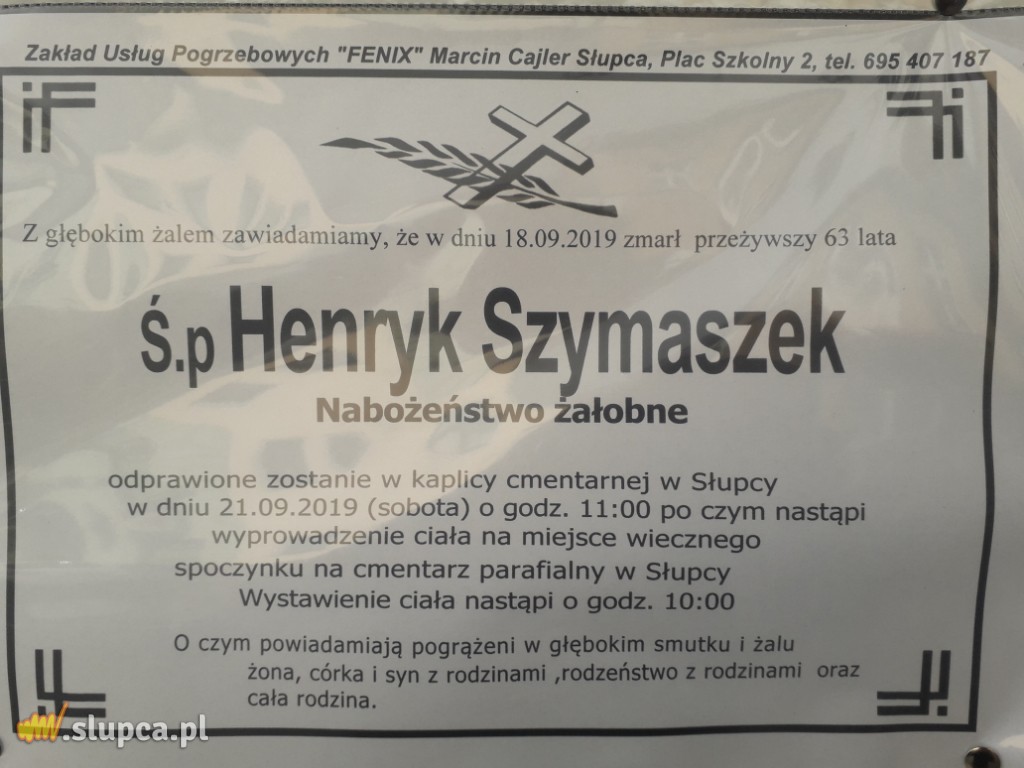 Zakład Usług Pogrzebowych "FENIX" Marcin Cajler Słupca, Plac Szkolny 2, tel. 695 407 187
Z głębokim żalem zawiadamiamy, że w dniu 18.09.2019 zmarł przeżywszy 63 lata
Ś.p Henryk Szymaszek
Nabożeństwo żałobne
odprawione zostanie w kaplicy cmentarnej w Słupcy
w dniu 21.09.2019 (sobota) o godz. 11:00 po czym nastąpi
wyprowadzenie ciała na miejsce wiecznego
spoczynku na cmentarz parafialny w Słupcy
Wystawienie ciała nastąpi o godz. 10:00
O czym powiadamiają pogrążeni w głębokim smutku i żalu
żona, córka i syn z rodzinami ,rodzeństwo z rodzinami oraz
cała rodzina.
.slupca.pl